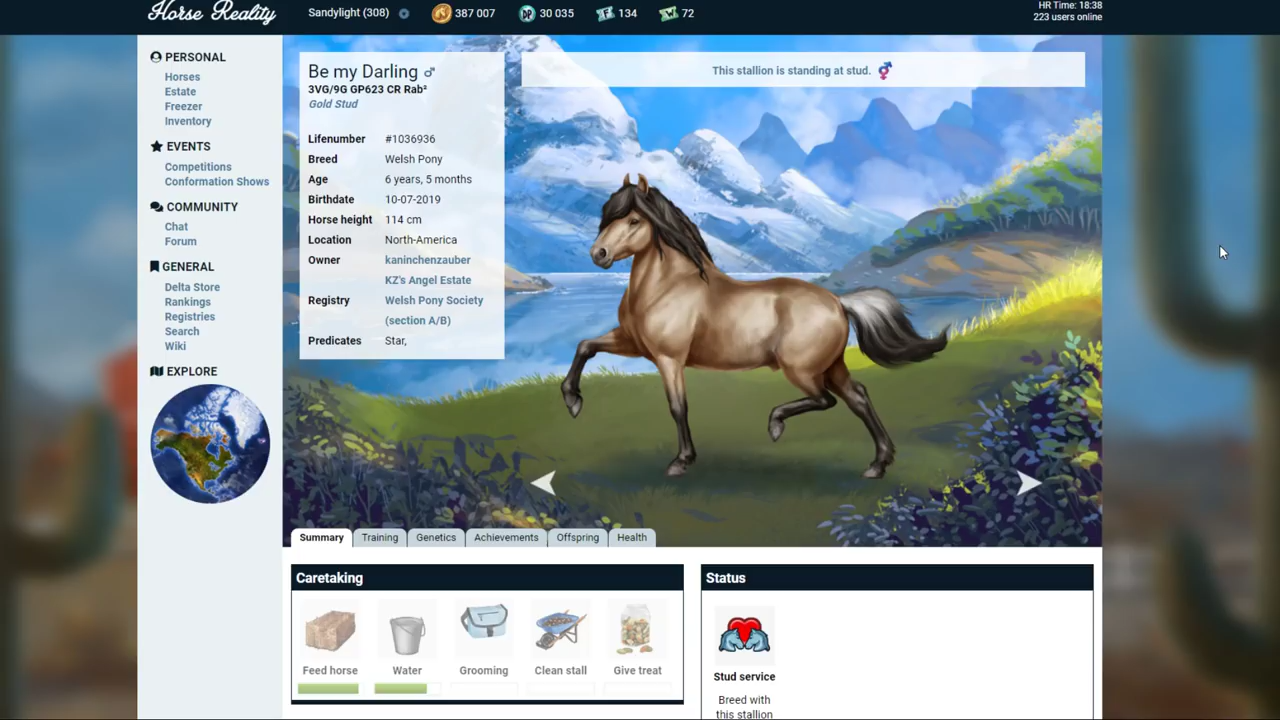 Horse Reality
Sandylight (308)
387 007
DP
30 035
134
72
HR Time: 18:38
223 users online
PERSONAL
Horses
Estate
Freezer
Inventory
EVENTS
Competitions
Conformation Shows
COMMUNITY
Chat
Forum
GENERAL
Delta Store
Rankings
Registries
Search
Wiki
EXPLORE
Be my Darling ♂
3VG/9G GP623 CR Rab²
Gold Stud
Lifenumber #1036936
Breed Welsh Pony
Age 6 years, 5 months
Birthdate 10-07-2019
Horse height 114 cm
Location North-America
Owner kaninchenzauber
KZ's Angel Estate
Registry Welsh Pony Society
(section A/B)
Predicates Star,
This stallion is standing at stud.
Summary Training Genetics Achievements Offspring Health
Caretaking
Feed horse Water Grooming Clean stall Give treat
Status
Stud service
Breed with
this stallion